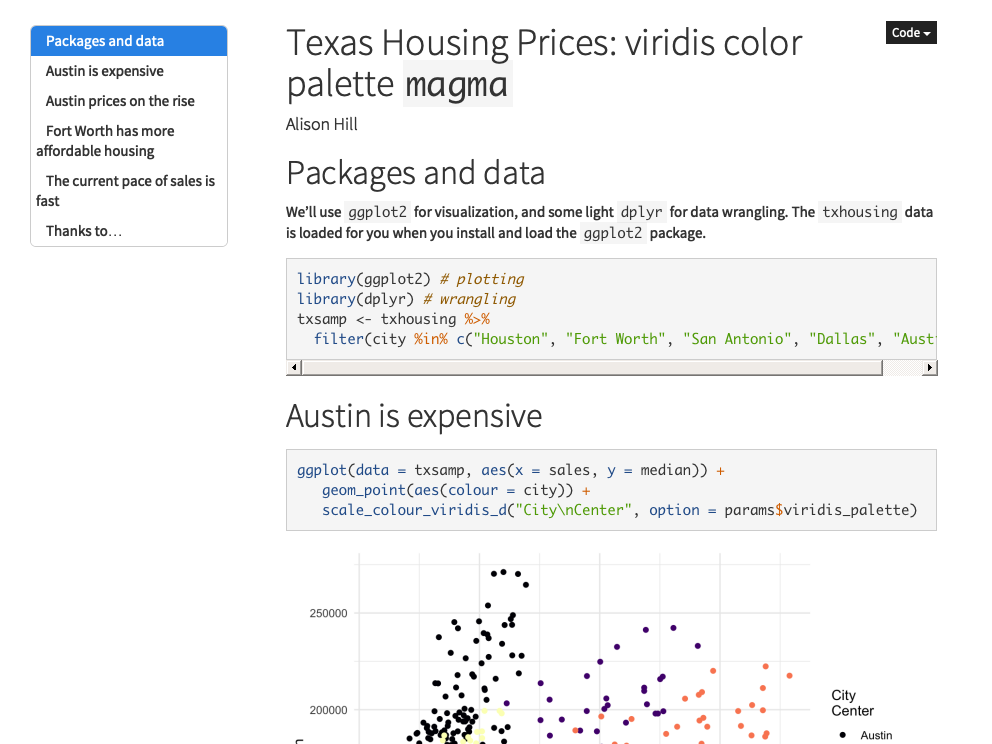 Packages and data
Austin is expensive
Austin prices on the rise
Fort Worth has more
affordable housing
The current pace of sales is
fast
Thanks to…
Code
Texas Housing Prices: viridis color
palette magma
Alison Hill
Packages and data
We’ll use ggplot2 for visualization, and some light dplyr for data wrangling. The txhousing data
is loaded for you when you install and load the ggplot2 package.
library(ggplot2) # plotting
library(dplyr) # wrangling
txsamp <- txhousing %>%
filter(city %in% c("Houston", "Fort Worth", "San Antonio", "Dallas", "Aust
Austin is expensive
ggplot(data = txsamp, aes(x = sales, y = median)) +
geom_point(aes(colour = city)) +
scale_colour_viridis_d("City\nCenter", option = params$viridis_palette)
250000
200000
City
Center
Austin